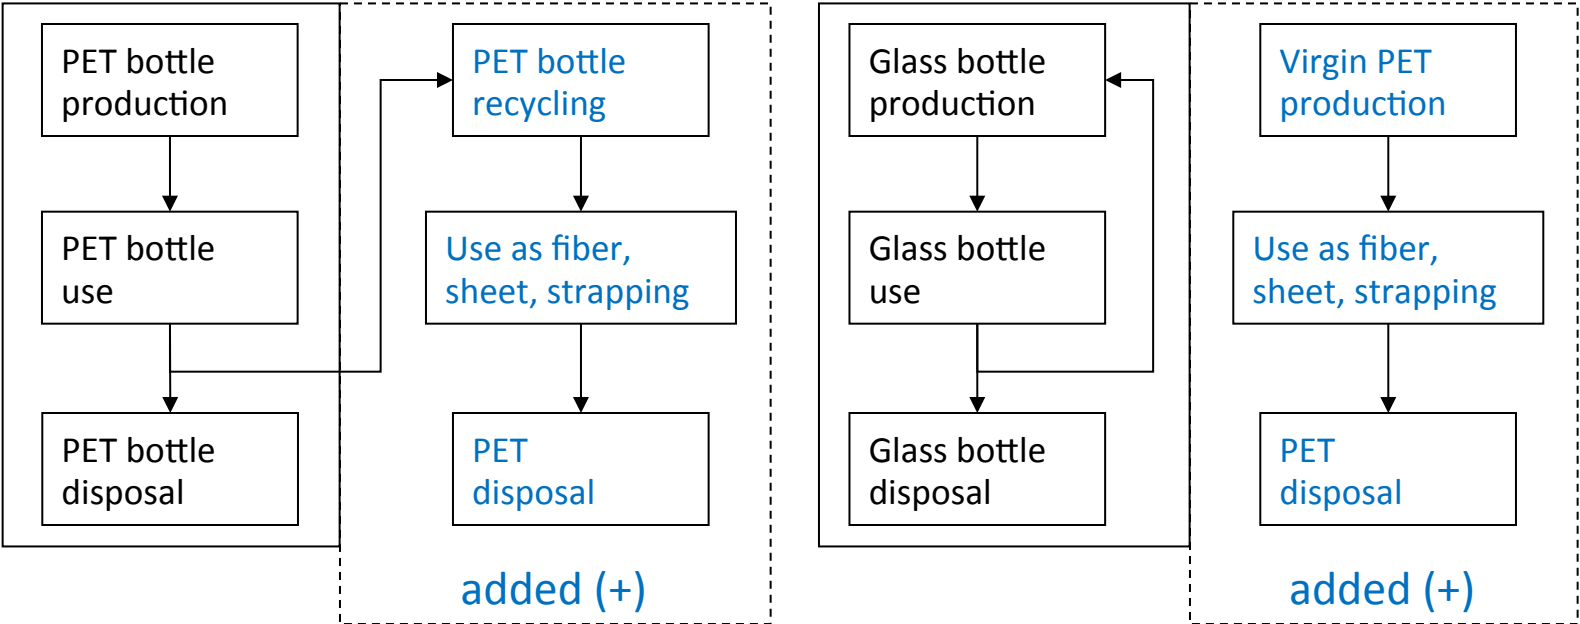 PET bottle
production
PET bottle
use
PET bottle
disposal
PET bottle
recycling
Use as fiber,
sheet, strapping
PET
disposal
added (+)
Glass bottle
production
Glass bottle
use
Glass bottle
disposal
Virgin PET
production
Use as fiber,
sheet, strapping
PET
disposal
added (+)